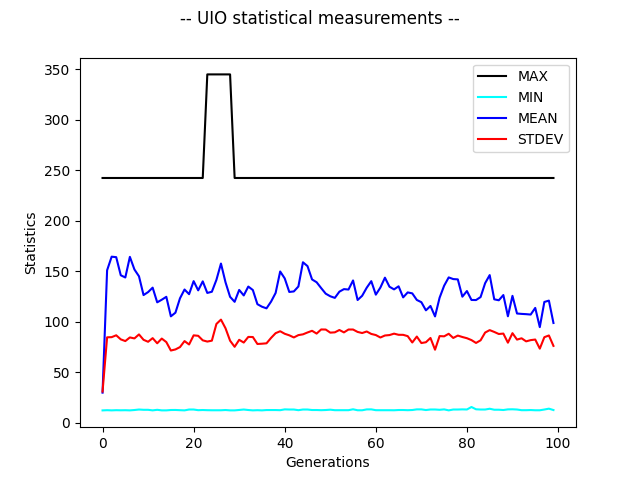 -- UIO statistical measurements --
350
300
250
200
150
100
50
0
Statistics
MAX
MIN
MEAN
STDEV
0 20 40 60 80 100
Generations